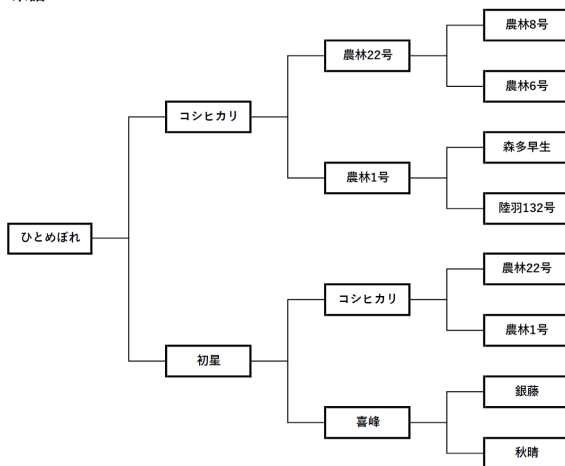 農林8号
農林22号
農林6号
コシヒカリ
森多早生
農林1号
陸羽132号
ひとめぼれ
農林22号
コシヒカリ
農林1号
初星
銀藤
喜峰
秋晴